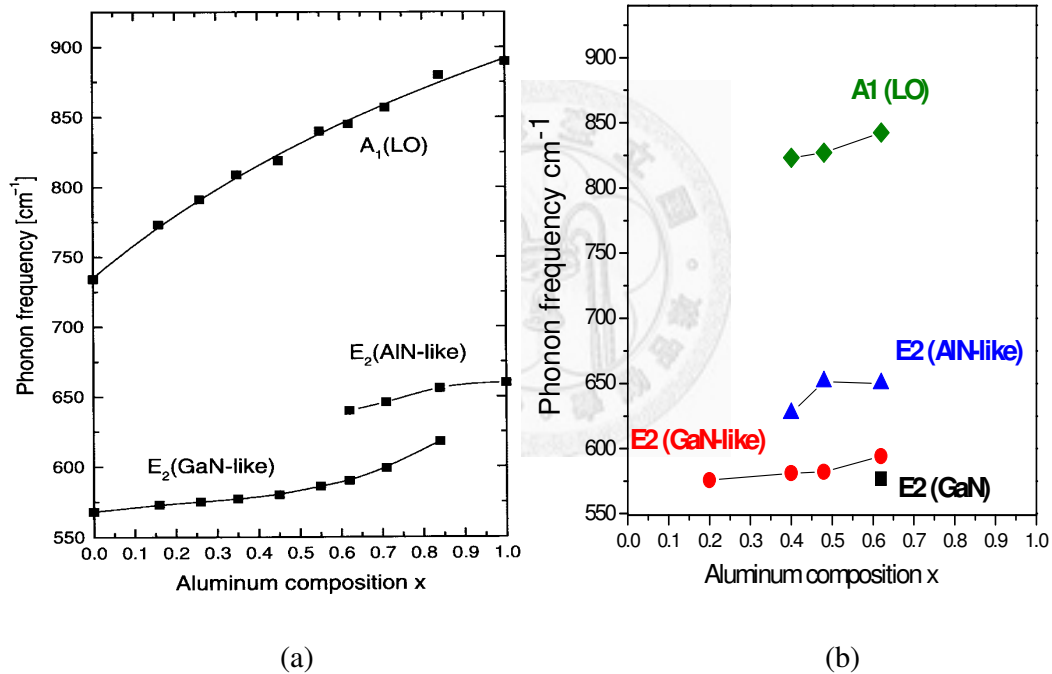 900
850
800
750
700
650
600
550
Phonon frequency [cm⁻¹]
A₁(LO)
E₂(AlN-like)
E₂(GaN-like)
0.0 0.1 0.2 0.3 0.4 0.5 0.6 0.7 0.8 0.9 1.0
Aluminum composition x
(a)
900
850
800
750
700
650
600
550
Phonon frequency cm-1
A1 (LO)
E2 (AlN-like)
E2 (GaN-like)
E2 (GaN)
0.0 0.1 0.2 0.3 0.4 0.5 0.6 0.7 0.8 0.9 1.0
Aluminum composition x
(b)